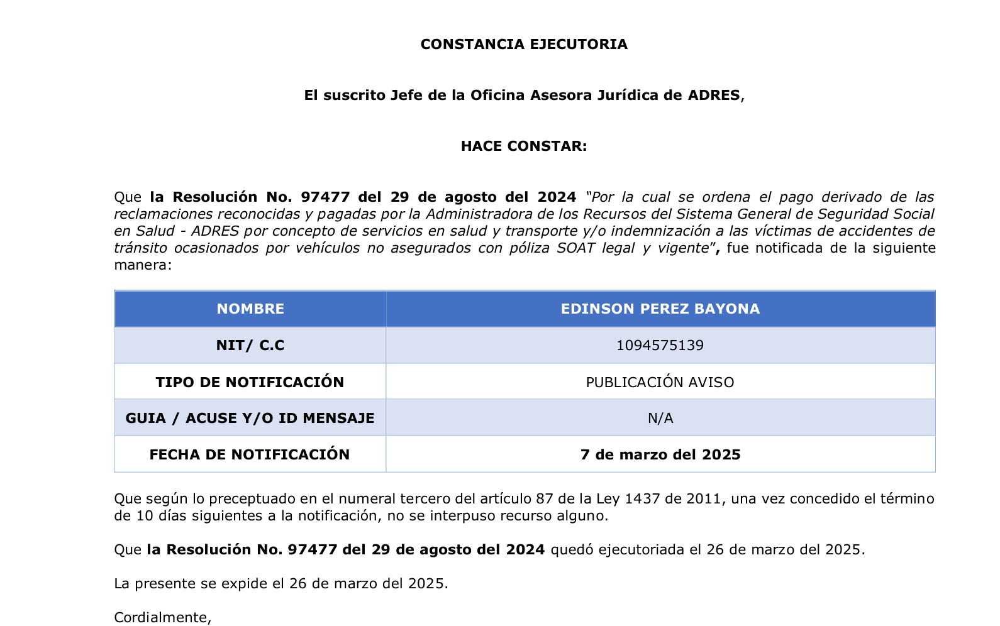 CONSTANCIA EJECUTORIA
El suscrito Jefe de la Oficina Asesora Jurídica de ADRES,
HACE CONSTAR:
Que la Resolución No. 97477 del 29 de agosto del 2024 “Por la cual se ordena el pago derivado de las
reclamaciones reconocidas y pagadas por la Administradora de los Recursos del Sistema General de Seguridad Social
en Salud - ADRES por concepto de servicios en salud y transporte y/o indemnización a las víctimas de accidentes de
tránsito ocasionados por vehículos no asegurados con póliza SOAT legal y vigente”, fue notificada de la siguiente
manera:
NOMBRE EDINSON PEREZ BAYONA
NIT/ C.C 1094575139
TIPO DE NOTIFICACIÓN PUBLICACIÓN AVISO
GUIA / ACUSE Y/O ID MENSAJE N/A
FECHA DE NOTIFICACIÓN 7 de marzo del 2025
Que según lo preceptuado en el numeral tercero del artículo 87 de la Ley 1437 de 2011, una vez concedido el término
de 10 días siguientes a la notificación, no se interpuso recurso alguno.
Que la Resolución No. 97477 del 29 de agosto del 2024 quedó ejecutoriada el 26 de marzo del 2025.
La presente se expide el 26 de marzo del 2025.
Cordialmente,